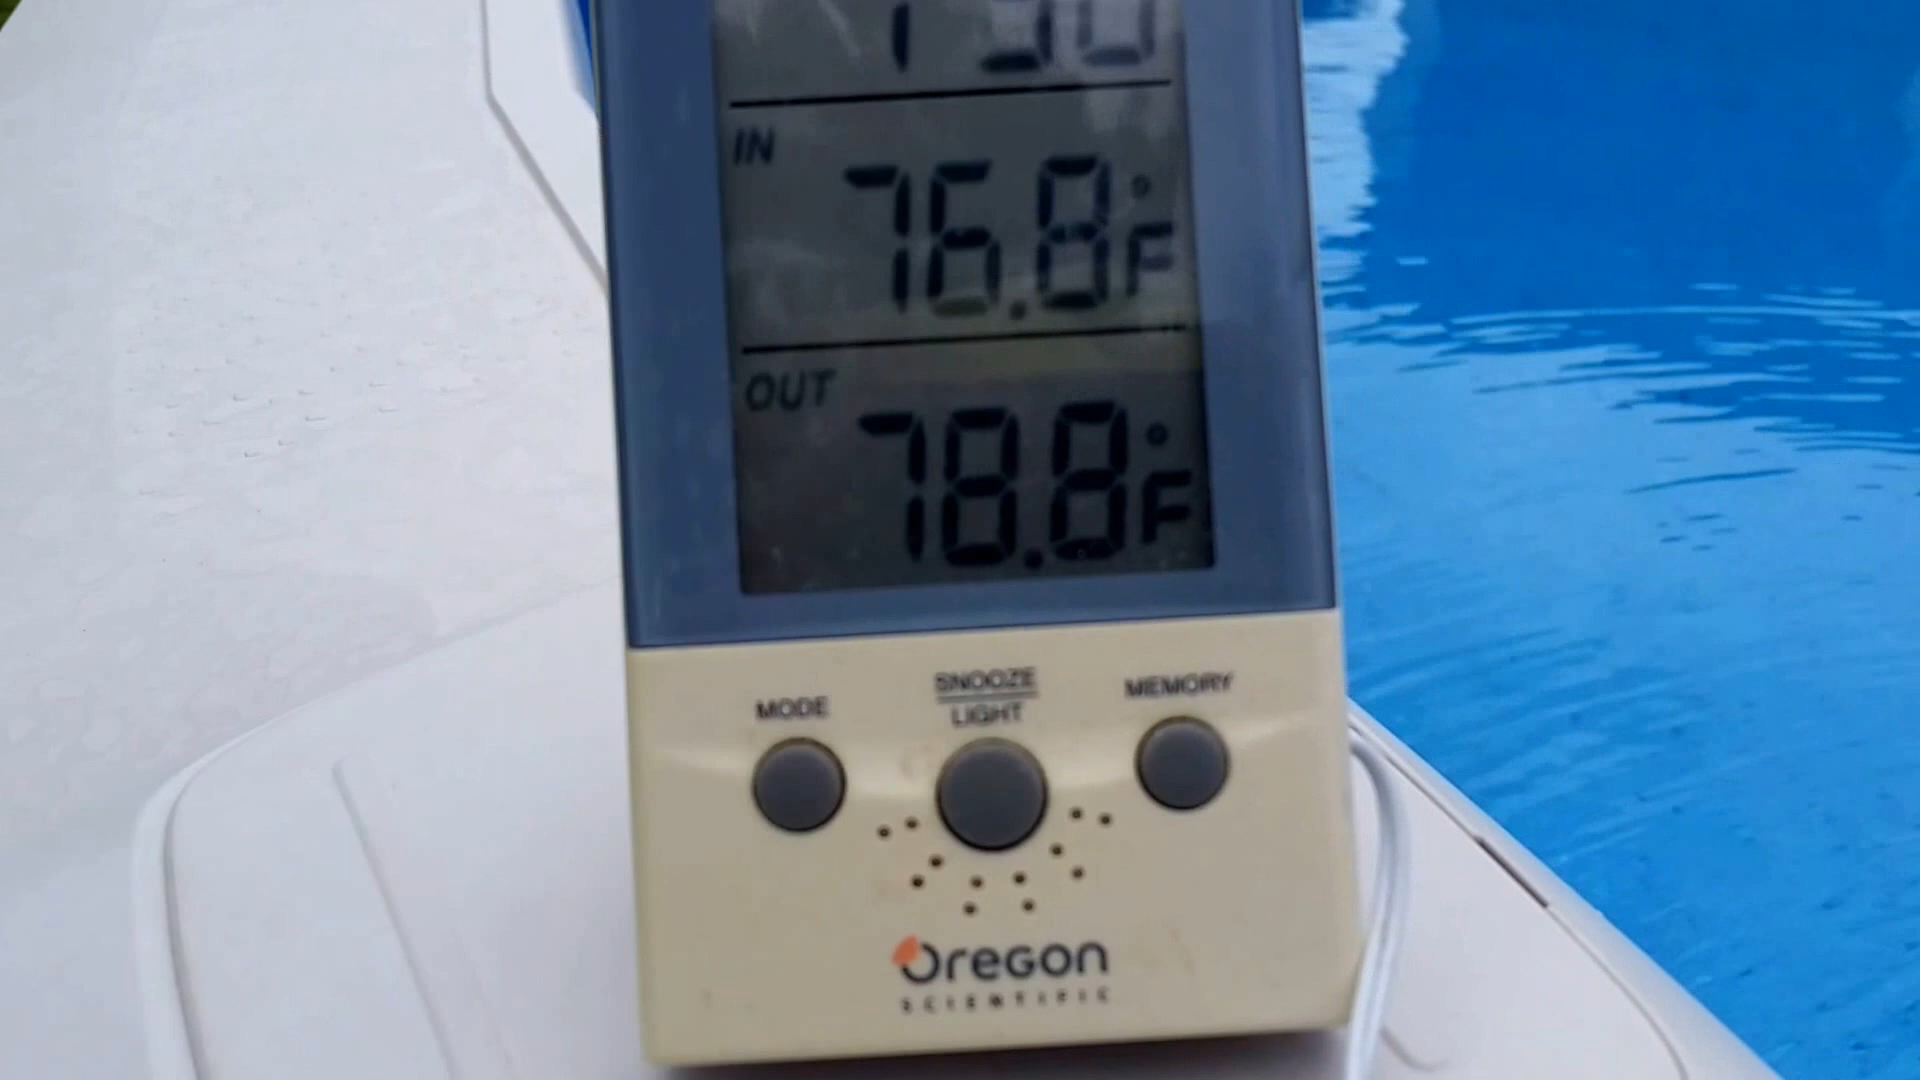 IN
76.8°F
OUT
78.8°F
MODE
SNOOZE
LIGHT
MEMORY
Oregon
SCIENTIFIC